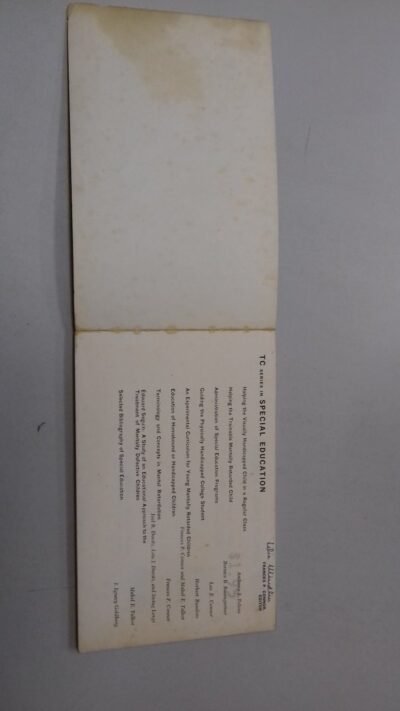 TC SERIES IN SPECIAL EDUCATION
FRANCES P. CONNOR
EDITOR
Helping the Visually Handicapped Child in a Regular Class
Helping the Trainable Mentally Retarded Child
Bernice B. Baumgartner
Administration of Special Education Programs
Leo E. Connor
Guiding the Physically Handicapped College Student
Herbert Rusalem
An Experimental Curriculum for Young Mentally Retarded Children
Frances P. Connor and Mabel E. Talbot
Education of Homebound or Hospitalized Children
Frances P. Connor
Terminology and Concepts in Mental Retardation
Joel R. Davitz, Lois J. Davitz, and Irving Lorge
Édouard Seguin: A Study of an Educational Approach to the
Treatment of Mentally Defective Children
Mabel E. Talbot
Selected Bibliography of Special Education
I. Ignacy Goldberg